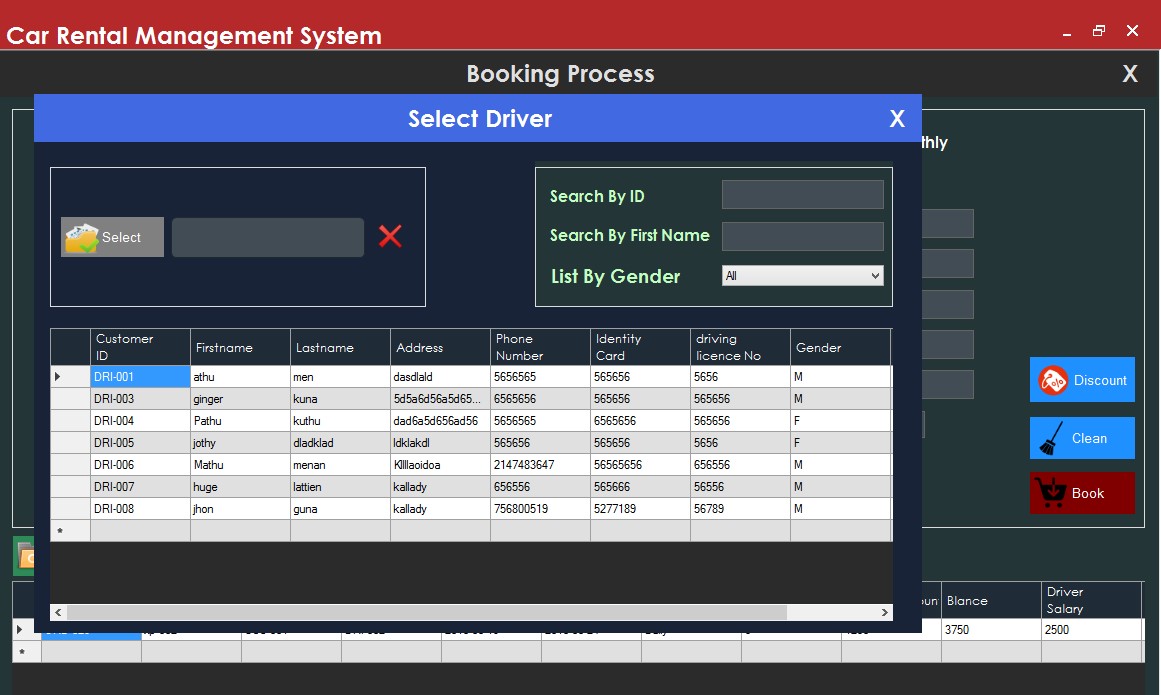 Car Rental Management System
Booking Process X
Select Driver X
thly
Search By ID
Select
Search By First Name
List By Gender All
Customer ID Firstname Lastname Address Phone Number Identity Card driving licence No Gender
DRI-001 athu men dasdlald 5656565 565656 5656 M
DRI-003 ginger kuna 5d5a6d56a5d65... 6565656 565656 565656 M
DRI-004 Pathu kuthu dad6a5d656ad56 5656565 6565656 565656 F
DRI-005 jothy dladklad ldklakdl 565656 565656 5656 F
DRI-006 Mathu menan Kllllaoidoa 2147483647 56565656 656556 M
DRI-007 huge lattien kallady 656556 565666 56556 M
DRI-008 jhon guna kallady 756800519 5277189 56789 M
Discount
Clean
Book
Blance Driver Salary
3750 2500